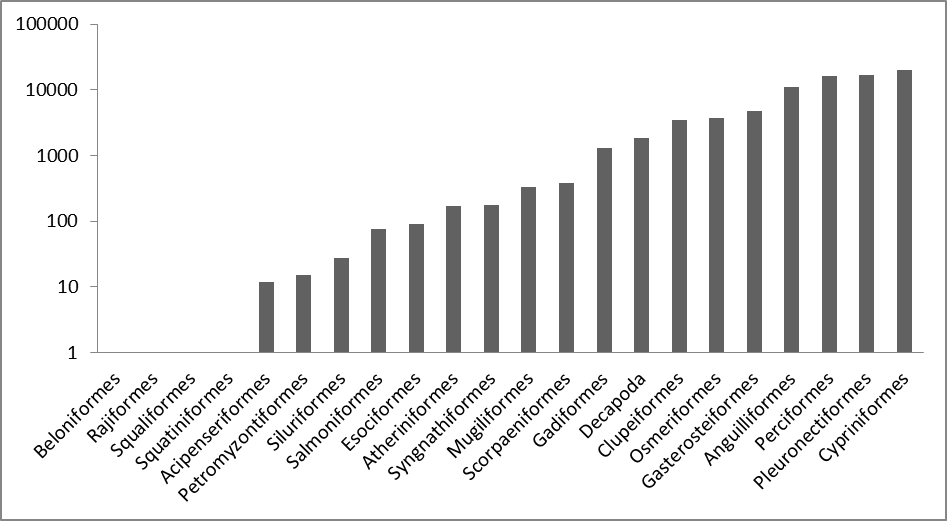 100000
10000
1000
100
10
1
Beloniformes
Rajiformes
Squaliformes
Squatiniformes
Acipenseriformes
Petromyzontiformes
Siluriformes
Salmoniformes
Esociformes
Atheriniformes
Syngnathiformes
Mugiliformes
Scorpaeniformes
Gadiformes
Decapoda
Clupeiformes
Osmeriformes
Gasterosteiformes
Anguilliformes
Perciformes
Pleuronectiformes
Cypriniformes